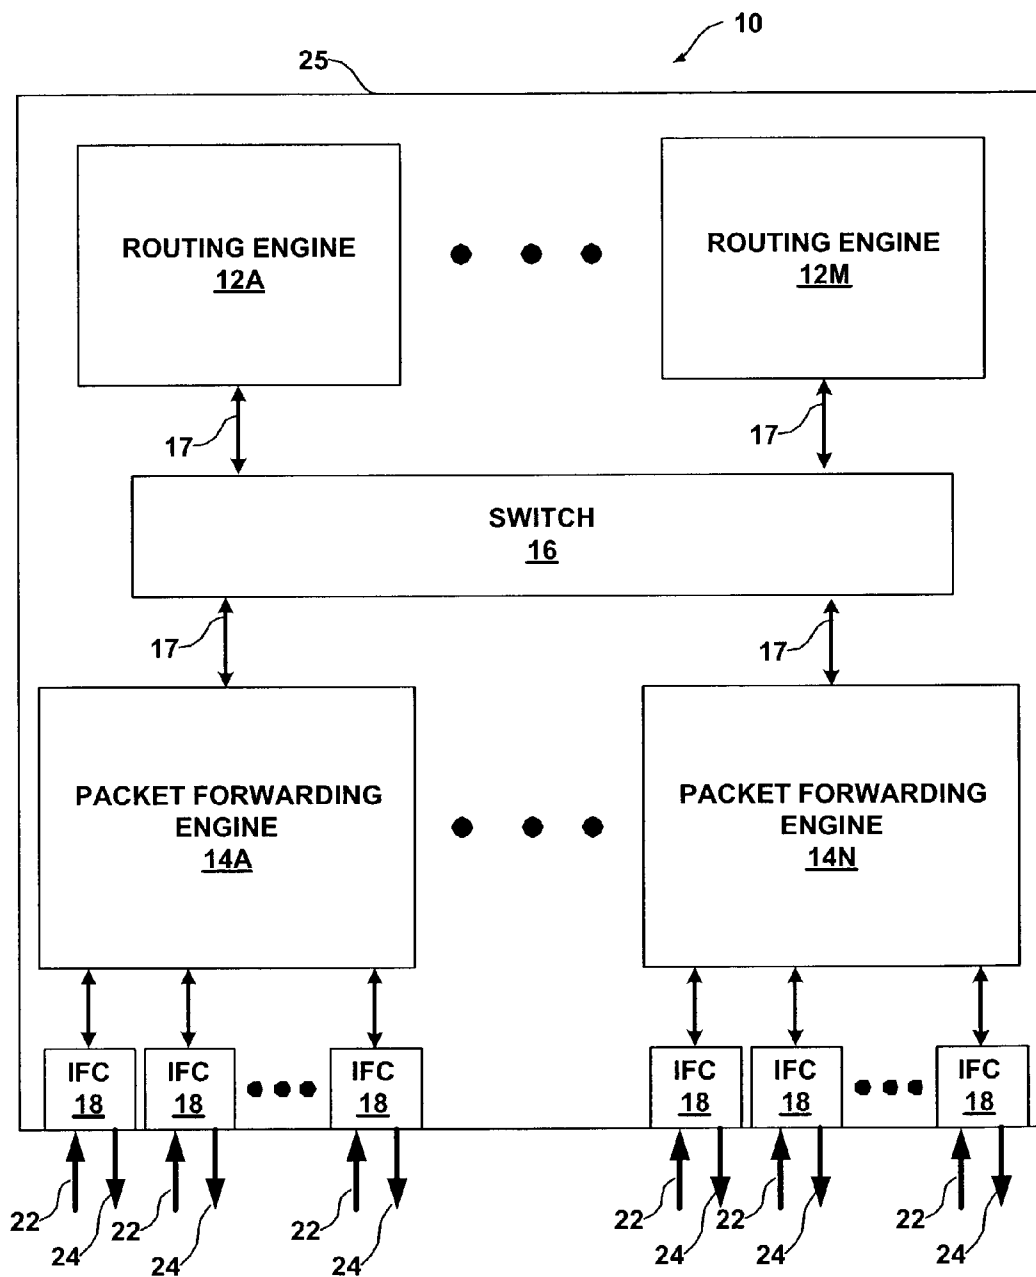 10
25
ROUTING ENGINE
12A
ROUTING ENGINE
12M
17
17
SWITCH
16
17
17
PACKET FORWARDING
ENGINE
14A
PACKET FORWARDING
ENGINE
14N
IFC
18
IFC
18
IFC
18
IFC
18
IFC
18
IFC
18
22
24
22
24
22
24
22
24
22
24
22
24